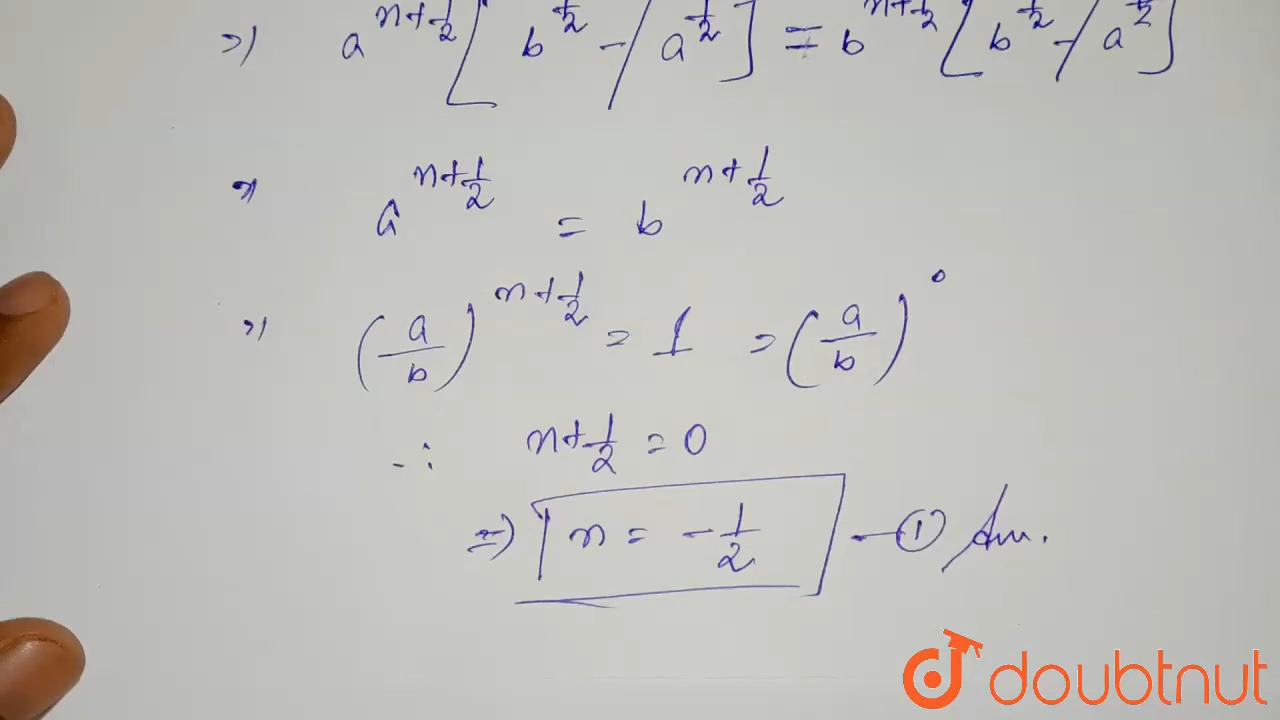 ⇒ a^{n+1/2} [ b^{1/2} - a^{1/2} ] = b^{n+1/2} [ b^{1/2} - a^{1/2} ]
⇒ a^{n+1/2} = b^{n+1/2}
⇒ (a/b)^{n+1/2} = 1 = (a/b)^0
∴ n+1/2 = 0
⇒ n = -1/2 — ① Ans.
doubtnut